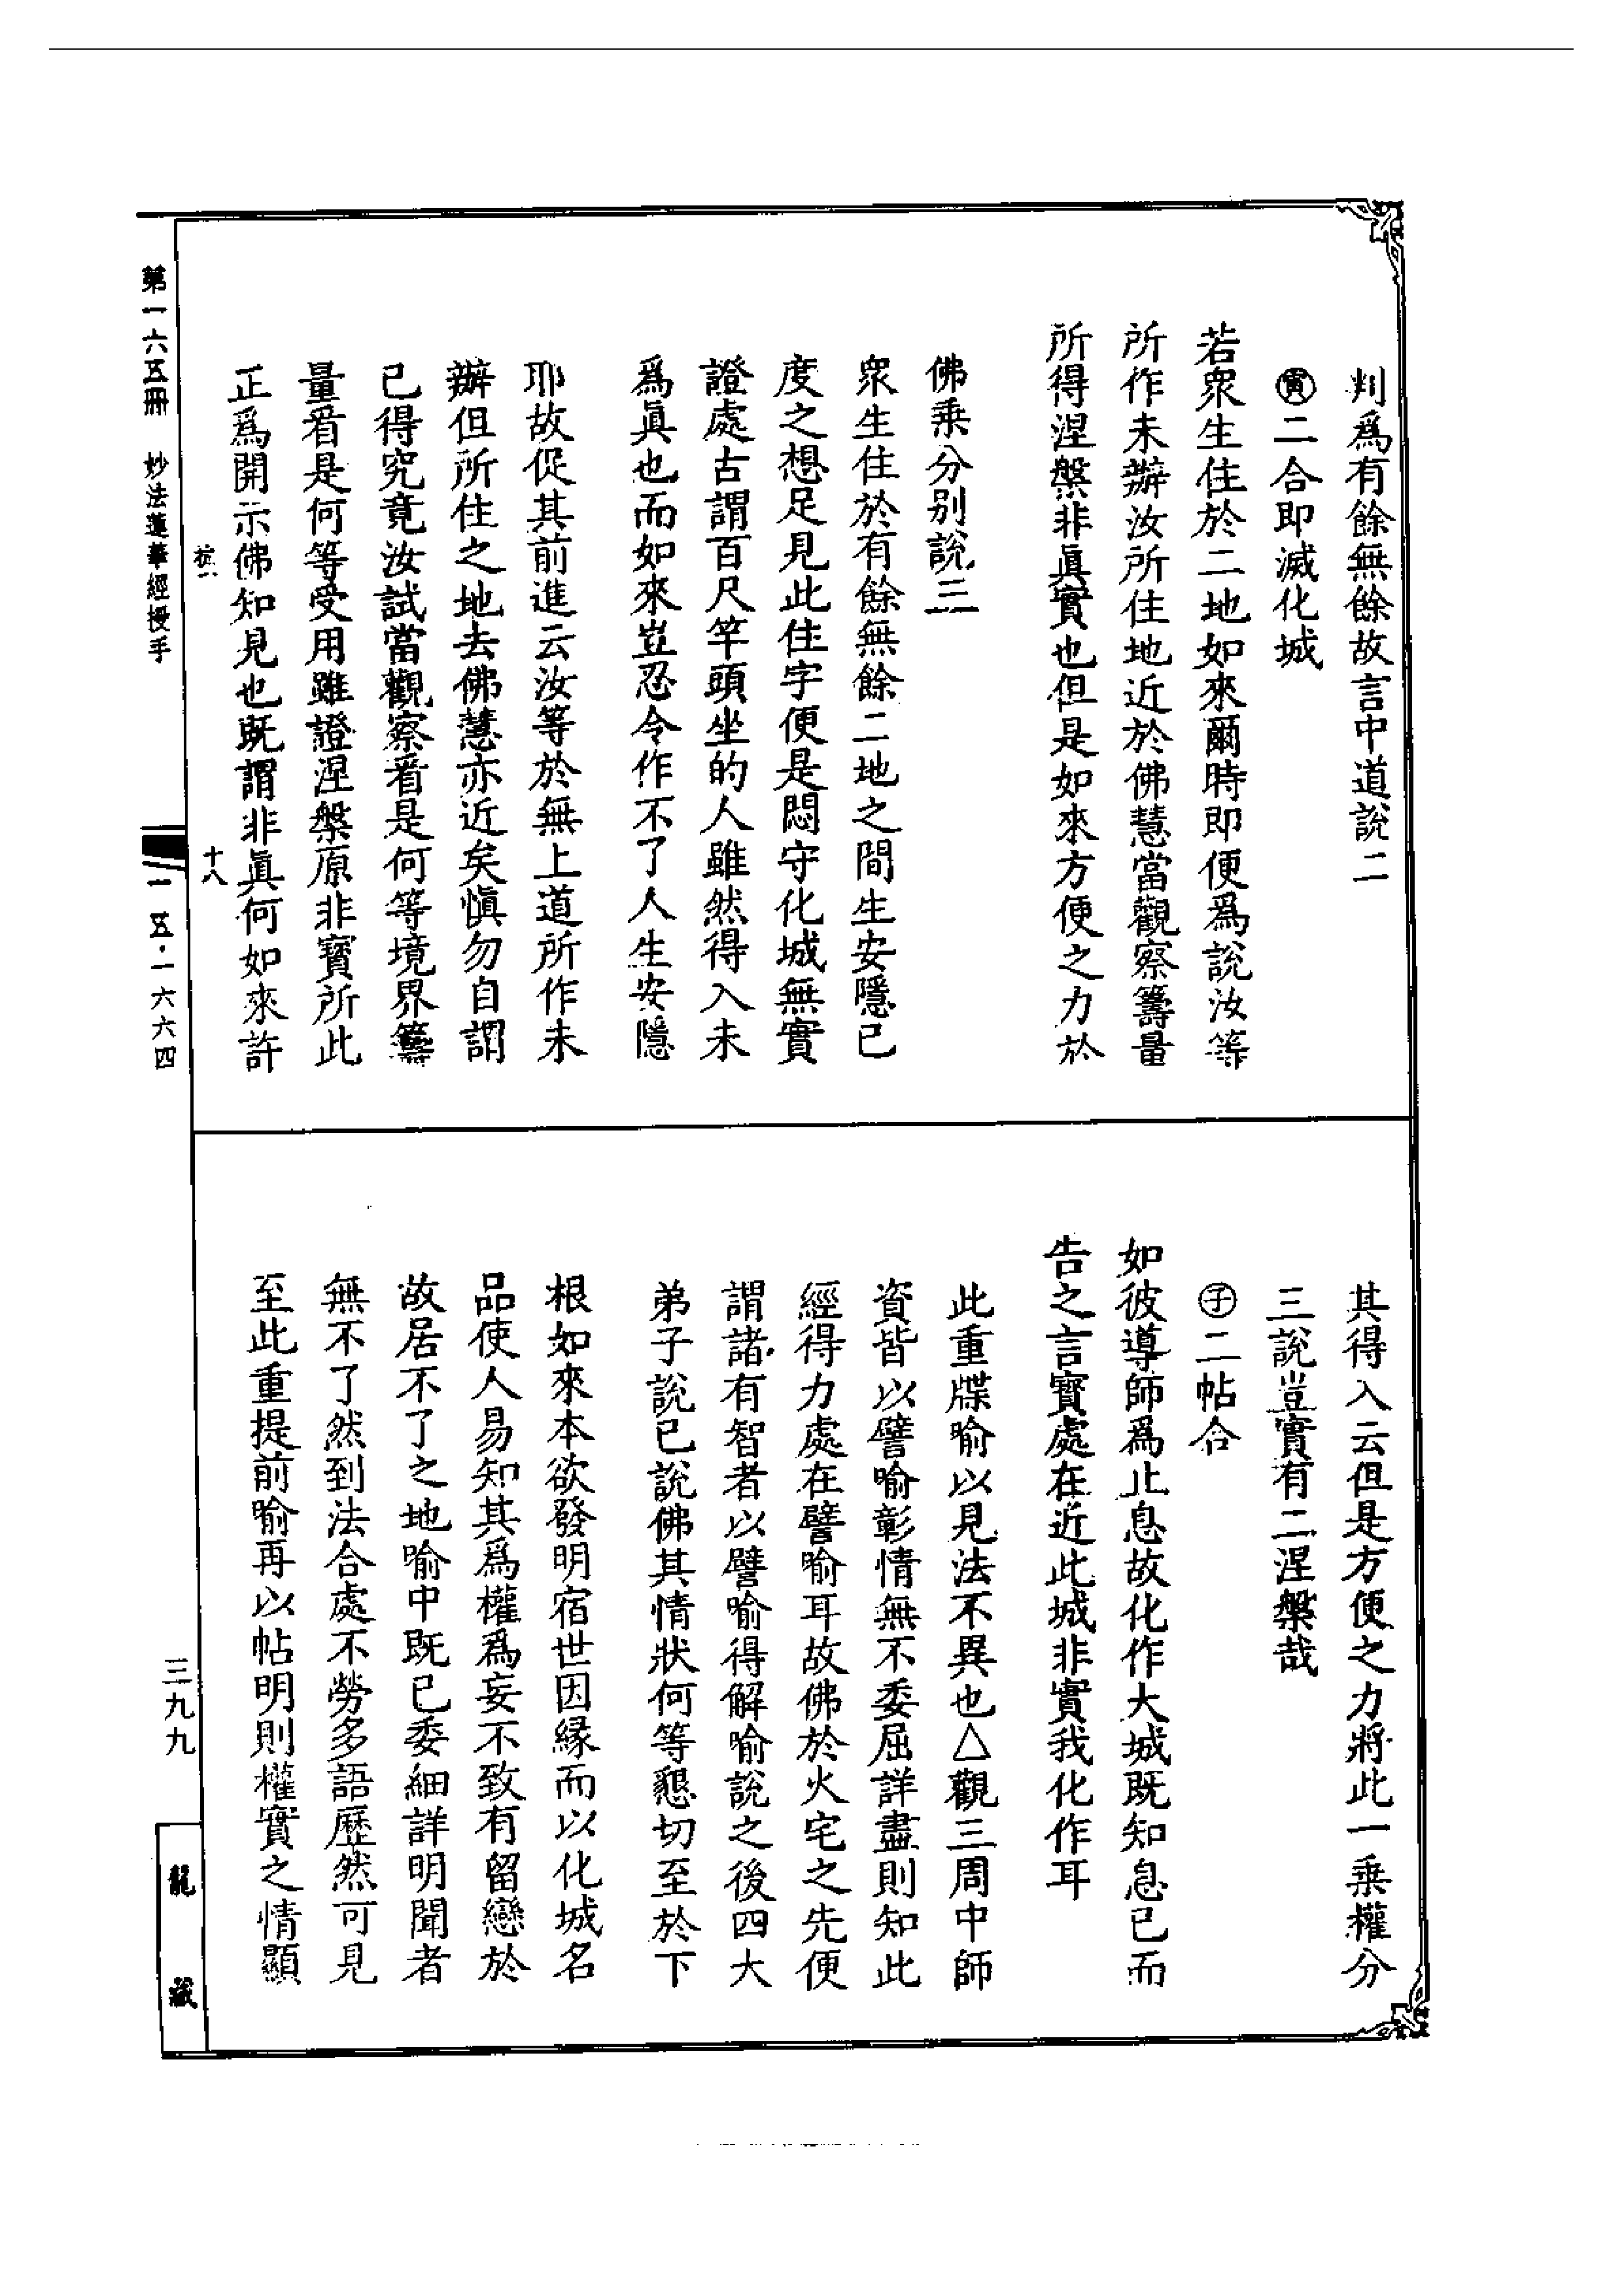 判爲有餘無餘故言中道說二
㊢二合即滅化城
若衆生住於二地如來爾時即便爲說汝等
所作未辦汝所住地近於佛慧當觀察籌量
所得涅槃非眞實也但是如來方便之力於
佛乘分別說三
衆生住於有餘無餘二地之間生安隱已
度之想足見此住字便是悶守化城無實
證處古謂百尺竿頭坐的人雖然得入未
爲眞也而如來豈忍令作不了人生安隱
耶故促其前進云汝等於無上道所作未
辦但所住之地去佛慧亦近矣愼勿自謂
已得究竟汝試當觀察看是何等境界籌
量看是何等受用雖證涅槃原非寶所此
正爲開示佛知見也既謂非眞何如來許
十八
其得入云但是方便之力將此一乘權分
三說豈實有二涅槃哉
㊢二帖合
如彼導師爲止息故化作大城既知息已而
告之言寶處在近此城非實我化作耳
此重牒喻以見法不異也△觀三周中師
資皆以譬喻彰情無不委屈詳盡則知此
經得力處在譬喻耳故佛於火宅之先便
謂諸有智者以譬喻得解喻說之後四大
弟子說已說佛其情狀何等懇切至於下
根如來本欲發明宿世因緣而以化城名
品使人易知其爲權爲妄不致有留戀於
故居不了之地喻中既已委細詳明聞者
無不了然到法合處不勞多語歷然可見
至此重提前喻再以帖明則權實之情顯
第一六五冊 妙法蓮華經授手
一五·一六六四
三九九
龍藏